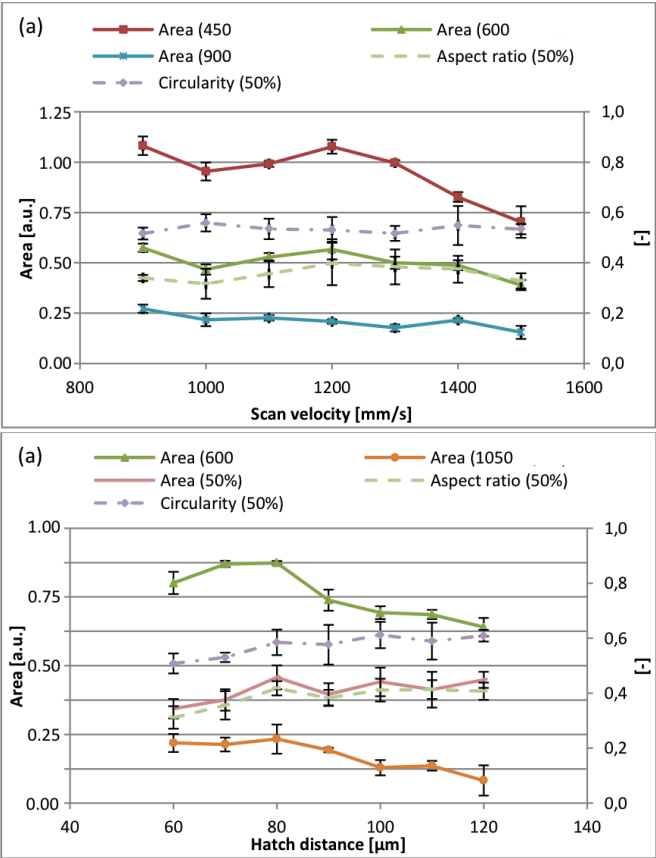 (a)
Area (450
Area (600
Area (900
Aspect ratio (50%)
Circularity (50%)
1.25
1,0
1.00
0,8
0.75
0,6
0.50
0,4
0.25
0,2
0.00
0,0
Area [a.u.]
[-]
800
1000
1200
1400
1600
Scan velocity [mm/s]
(a)
Area (600
Area (1050
Area (50%)
Aspect ratio (50%)
Circularity (50%)
1.00
1,0
0,8
0.75
0,6
0.50
0,4
0.25
0,2
0.00
0,0
Area [a.u.]
[-]
40
60
80
100
120
140
Hatch distance [µm]